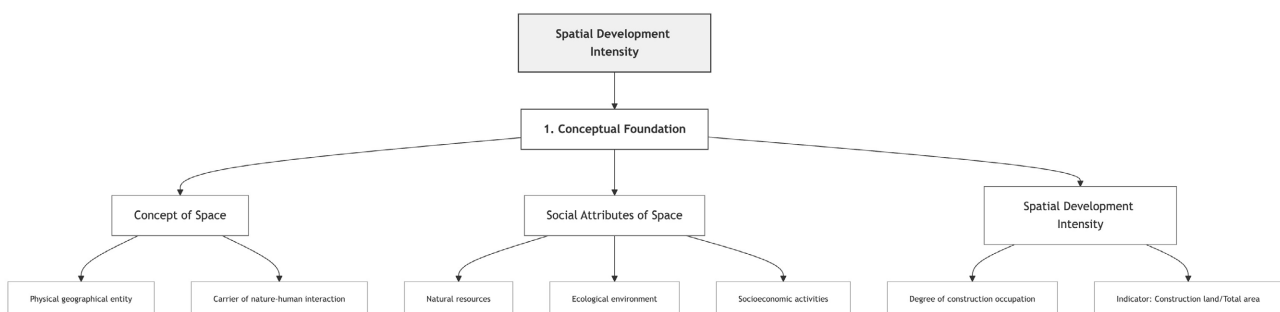 Spatial Development
Intensity
1. Conceptual Foundation
Concept of Space
Social Attributes of Space
Spatial Development
Intensity
Physical geographical entity
Carrier of nature-human interaction
Natural resources
Ecological environment
Socioeconomic activities
Degree of construction occupation
Indicator: Construction land/Total area